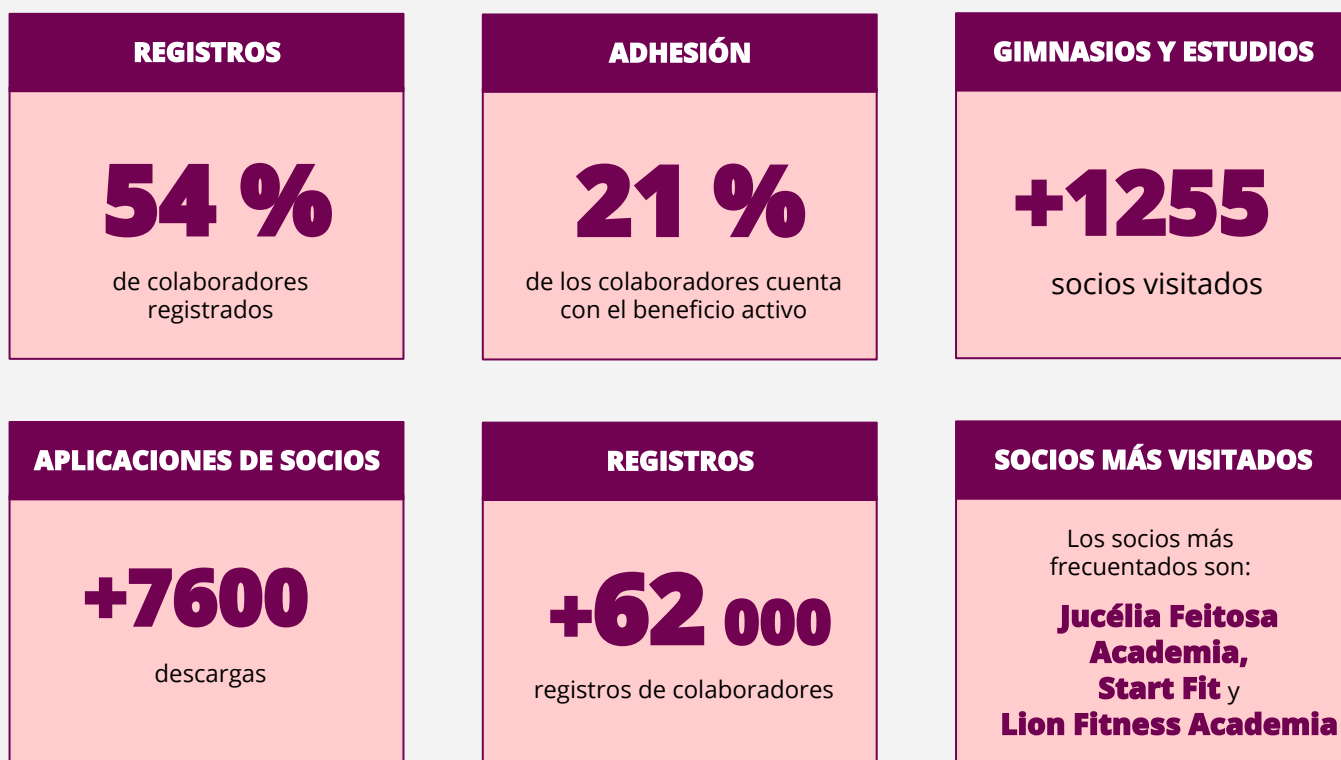 REGISTROS
54 %
de colaboradores
registrados
ADHESIÓN
21 %
de los colaboradores cuenta
con el beneficio activo
GIMNASIOS Y ESTUDIOS
+1255
socios visitados
APLICACIONES DE SOCIOS
+7600
descargas
REGISTROS
+62 000
registros de colaboradores
SOCIOS MÁS VISITADOS
Los socios más
frecuentados son:
Jucélia Feitosa
Academia,
Start Fit y
Lion Fitness Academia